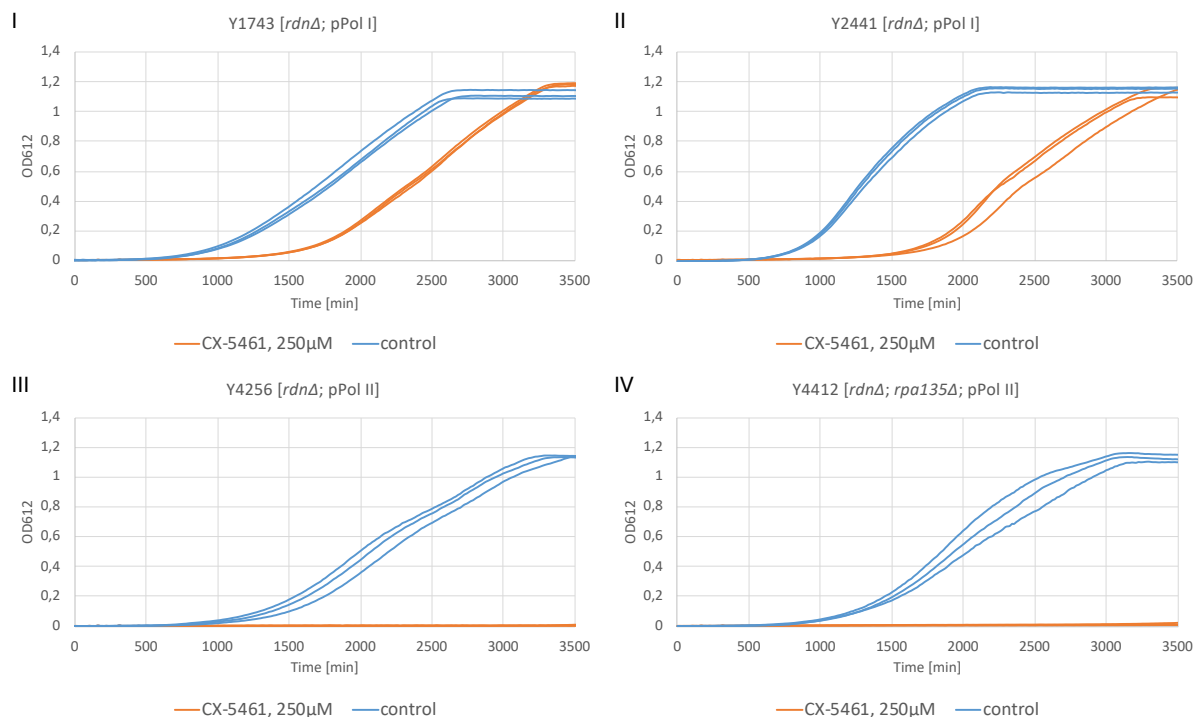 I
Y1743 [rdnΔ; pPol I]
1,4
1,2
1
0,8
0,6
0,4
0,2
0
OD612
0 500 1000 1500 2000 2500 3000 3500
Time [min]
CX-5461, 250µM control
II
Y2441 [rdnΔ; pPol I]
1,4
1,2
1
0,8
0,6
0,4
0,2
0
OD612
0 500 1000 1500 2000 2500 3000 3500
Time [min]
CX-5461, 250µM control
III
Y4256 [rdnΔ; pPol II]
1,4
1,2
1
0,8
0,6
0,4
0,2
0
OD612
0 500 1000 1500 2000 2500 3000 3500
Time [min]
CX-5461, 250µM control
IV
Y4412 [rdnΔ; rpa135Δ; pPol II]
1,4
1,2
1
0,8
0,6
0,4
0,2
0
OD612
0 500 1000 1500 2000 2500 3000 3500
Time [min]
CX-5461, 250µM control